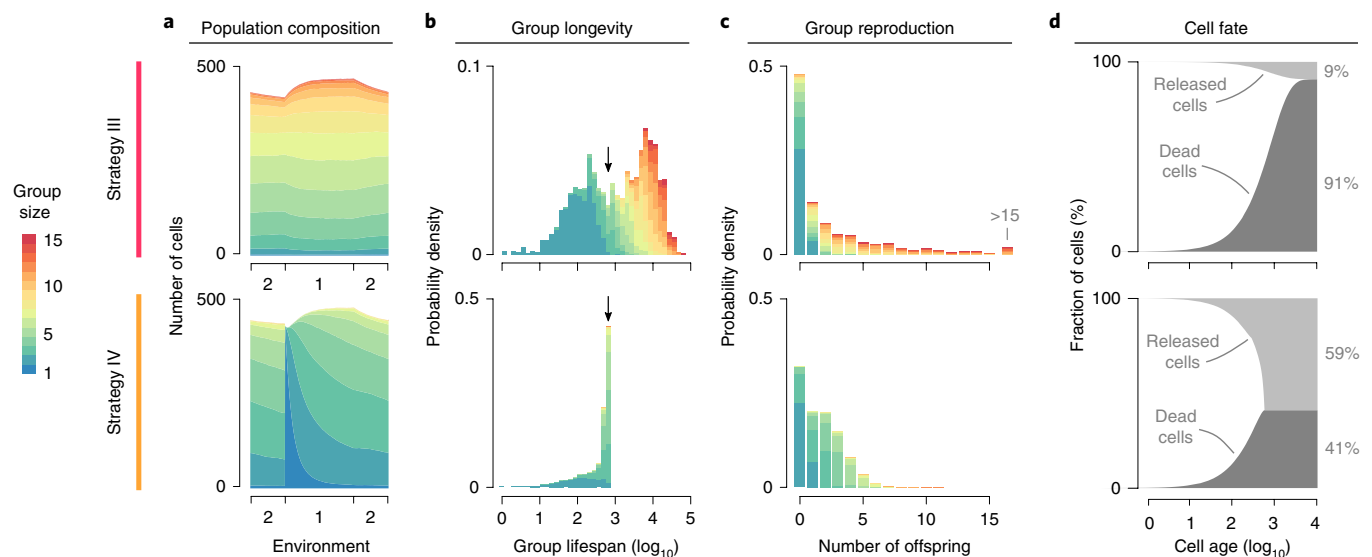 a Population composition
b Group longevity
c Group reproduction
d Cell fate
Strategy III
Strategy IV
Group
size
15
10
5
1
Number of cells
500
0
2 1 2
500
0
2 1 2
Environment
Probability density
0.1
0
0.5
0
0 1 2 3 4 5
Group lifespan (log10)
Probability density
0.5
0
>15
0.5
0
0 5 10 15
Number of offspring
Fraction of cells (%)
100
0
Released
cells
Dead
cells
9%
91%
100
0
Released
cells
Dead
cells
59%
41%
0 1 2 3 4
Cell age (log10)